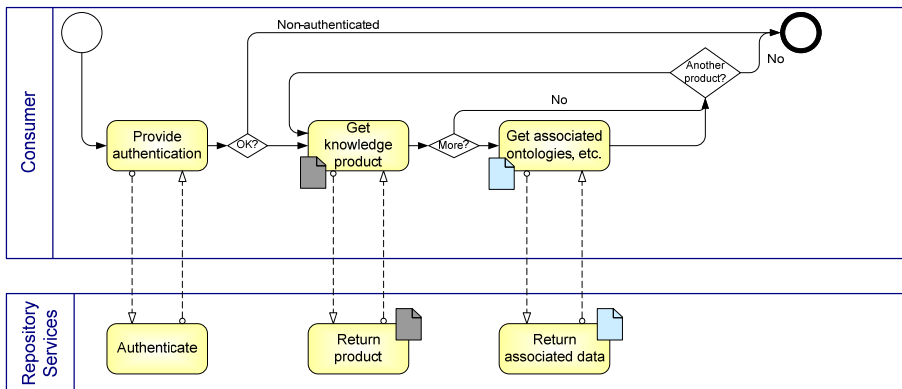 Consumer
Non-authenticated
Another
product?
No
No
Provide
authentication
OK?
Get
knowledge
product
More?
Get associated
ontologies, etc.
Repository
Services
Authenticate
Return
product
Return
associated data